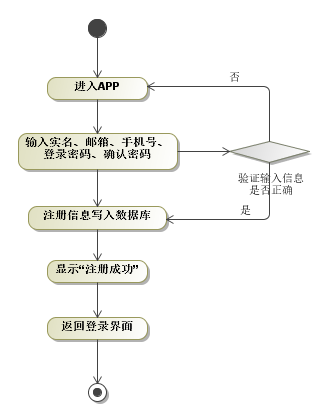 进入APP
否
输入实名、邮箱、手机号、
登录密码、确认密码
验证输入信息
是否正确
是
注册信息写入数据库
显示“注册成功”
返回登录界面